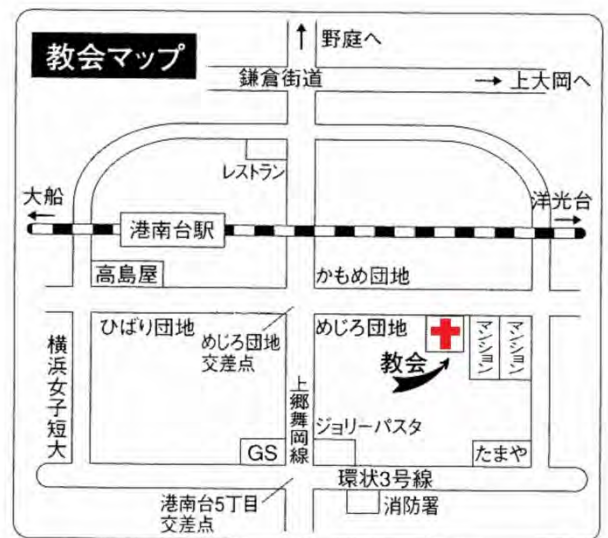 野庭へ
教会マップ
鎌倉街道
上大岡へ
レストラン
大船
洋光台
港南台駅
高島屋
かもめ団地
ひばり団地
めじろ団地
交差点
めじろ団地
マンション
マンション
教会
横浜女子短大
上郷舞岡線
ジョリーパスタ
GS
たまや
環状3号線
港南台5丁目
交差点
消防署